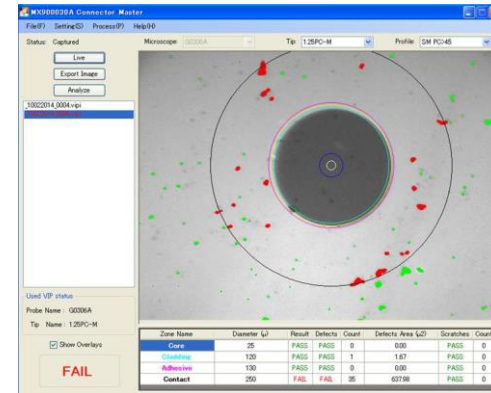 MX900030A Connector Master
File(F) Setting(S) Process(P) Help(H)
Status: Captured Microscope: G0306A Tip: 1.25PC-M Profile: SM PC>45
Live
Export Image
Analyze
_10022014_0004.vipi
Used VIP status
Probe Name : G0306A
Tip Name : 1.25PC-M
Show Overlays
FAIL
Zone Name Diameter (μ) Result Defects Count Defects Area (μ2) Scratches Count
Core 25 PASS PASS 0 0.00 PASS 0
Cladding 120 PASS PASS 1 1.67 PASS 0
Adhesive 130 PASS PASS 0 0.00 PASS 0
Contact 250 FAIL FAIL 35 637.98 PASS 0